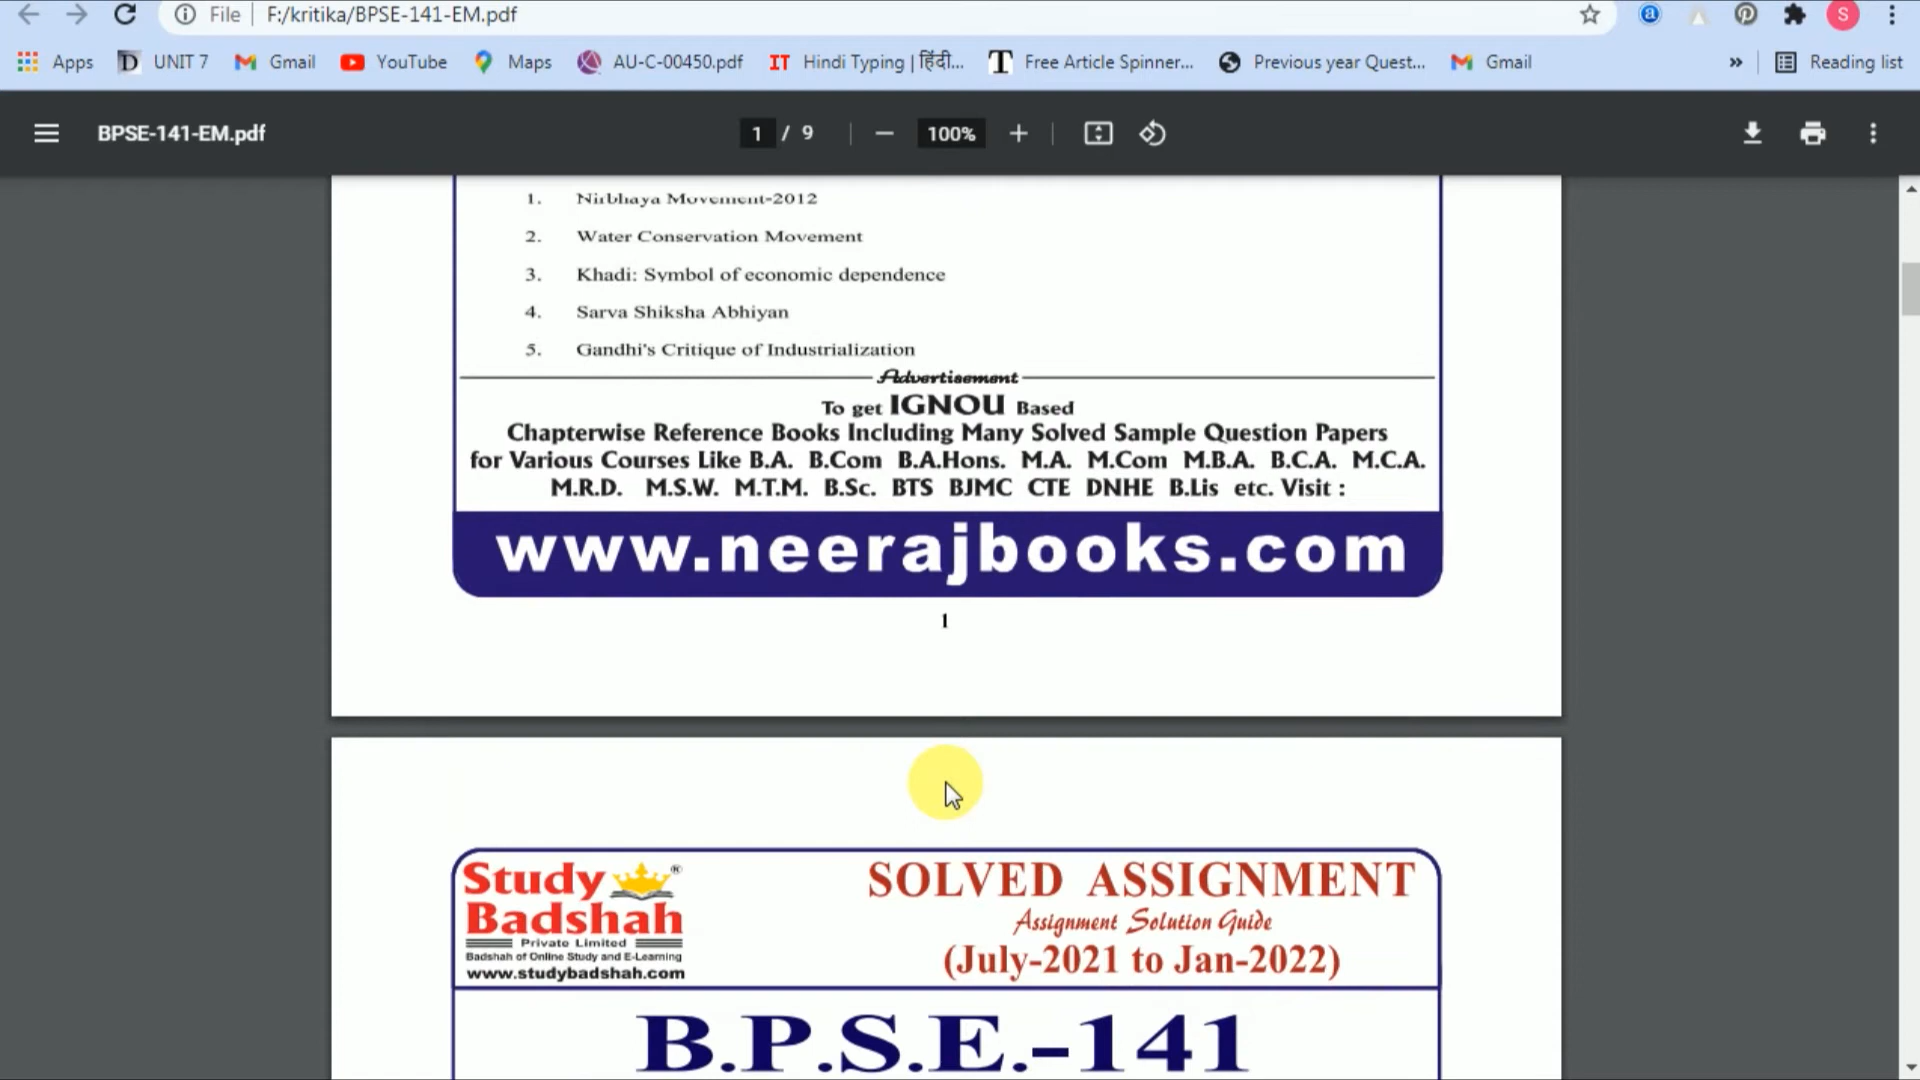 File
F:/kritika/BPSE-141-EM.pdf
S
Apps
UNIT 7
Gmail
YouTube
Maps
AU-C-00450.pdf
IT Hindi Typing | हिंदी...
T Free Article Spinner...
Previous year Quest...
Gmail
»
Reading list
BPSE-141-EM.pdf
1 / 9
100%
1. Nirbhaya Movement-2012
2. Water Conservation Movement
3. Khadi: Symbol of economic dependence
4. Sarva Shiksha Abhiyan
5. Gandhi's Critique of Industrialization
Advertisement
To get IGNOU Based
Chapterwise Reference Books Including Many Solved Sample Question Papers
for Various Courses Like B.A. B.Com B.A.Hons. M.A. M.Com M.B.A. B.C.A. M.C.A.
M.R.D. M.S.W. M.T.M. B.Sc. BTS BJMC CTE DNHE B.Lis etc. Visit :
www.neerajbooks.com
1
Study ®
Badshah
Private Limited
Badshah of Online Study and E-Learning
www.studybadshah.com
SOLVED ASSIGNMENT
Assignment Solution Guide
(July-2021 to Jan-2022)
B.P.S.E.-141